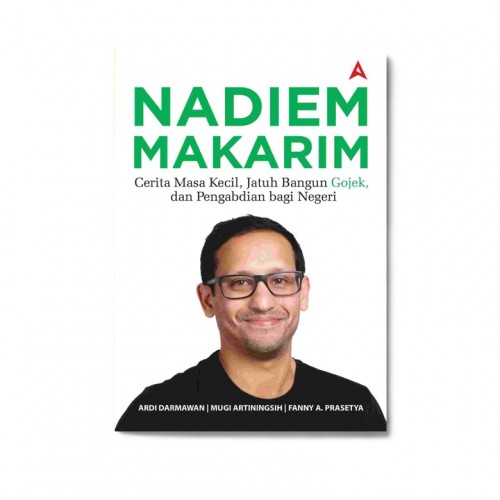 NADIEM
MAKARIM
Cerita Masa Kecil, Jatuh Bangun Gojek,
dan Pengabdian bagi Negeri
ARDI DARMAWAN | MUGI ARTININGSIH | FANNY A. PRASETYA